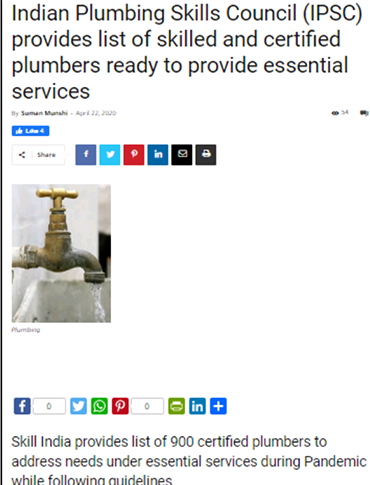 Indian Plumbing Skills Council (IPSC)
provides list of skilled and certified
plumbers ready to provide essential
services
By Suman Munshi - April 22, 2020
54
Like 4
Share
Plumbing
0
0
Skill India provides list of 900 certified plumbers to
address needs under essential services during Pandemic
while following guidelines